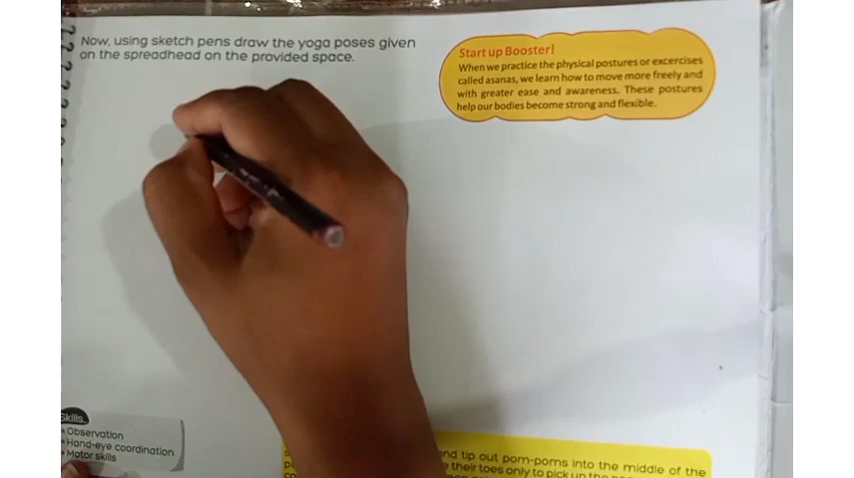 Now, using sketch pens draw the yoga poses given
on the spreadhead on the provided space.
Start up Booster!
When we practice the physical postures or excercises
called asanas, we learn how to move more freely and
with greater ease and awareness. These postures
help our bodies become strong and flexible.
Skills
Observation
Hand-eye coordination
Motor skills
and tip out pom-poms into the middle of the
their toes only to pick up the